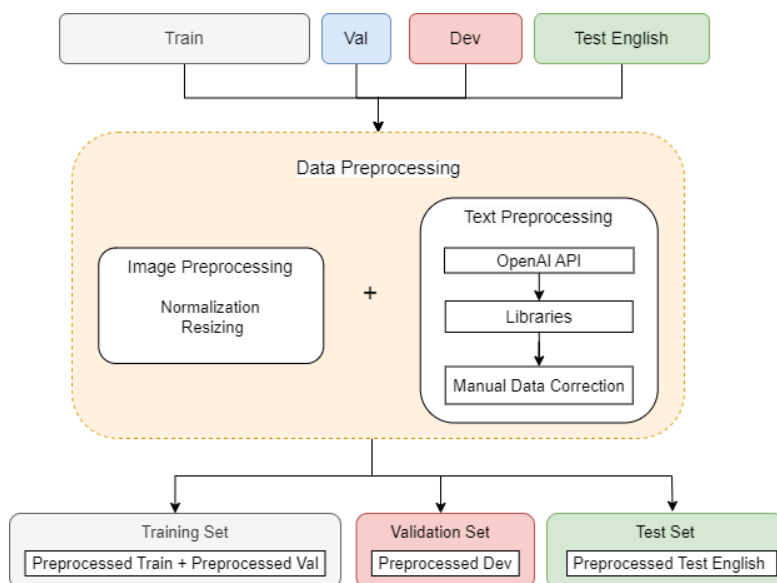 Train
Val
Dev
Test English
Data Preprocessing
Text Preprocessing
Image Preprocessing
OpenAI API
Normalization
Resizing
+
Libraries
Manual Data Correction
Training Set
Validation Set
Test Set
Preprocessed Train + Preprocessed Val
Preprocessed Dev
Preprocessed Test English